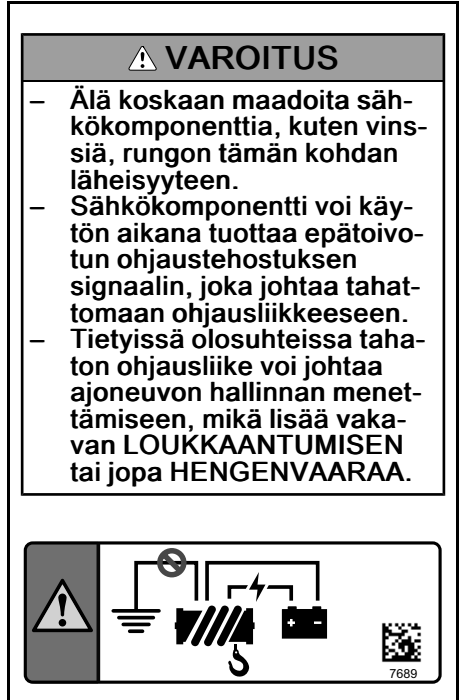 ⚠ VAROITUS
– Älä koskaan maadoita säh-
kökomponenttia, kuten vins-
siä, rungon tämän kohdan
läheisyyteen.
– Sähkökomponentti voi käy-
tön aikana tuottaa epätoivo-
tun ohjaustehostuksen
signaalin, joka johtaa tahat-
tomaan ohjausliikkeeseen.
– Tietyissä olosuhteissa taha-
ton ohjausliike voi johtaa
ajoneuvon hallinnan menet-
tämiseen, mikä lisää vaka-
van LOUKKAANTUMISEN
tai jopa HENGENVAARAA.
7689